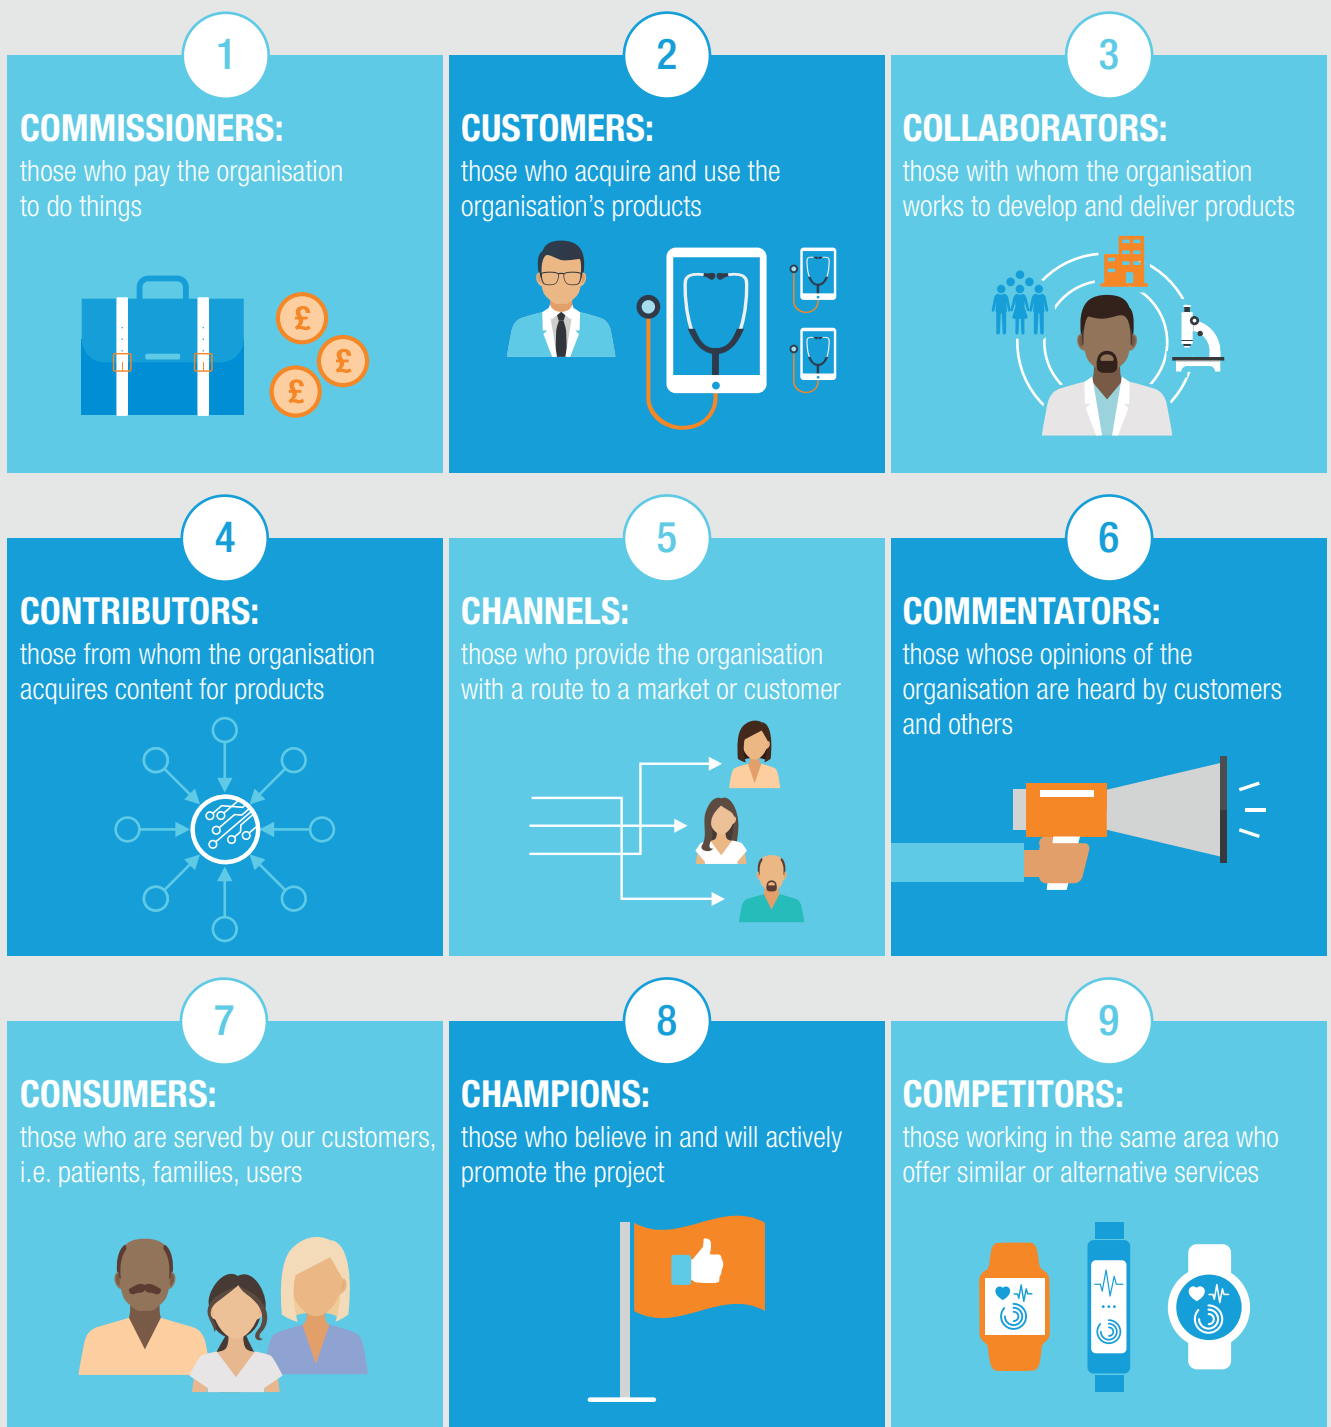 1
COMMISSIONERS:
those who pay the organisation
to do things
£
£
£
2
CUSTOMERS:
those who acquire and use the
organisation’s products
3
COLLABORATORS:
those with whom the organisation
works to develop and deliver products
4
CONTRIBUTORS:
those from whom the organisation
acquires content for products
5
CHANNELS:
those who provide the organisation
with a route to a market or customer
6
COMMENTATORS:
those whose opinions of the
organisation are heard by customers
and others
7
CONSUMERS:
those who are served by our customers,
i.e. patients, families, users
8
CHAMPIONS:
those who believe in and will actively
promote the project
9
COMPETITORS:
those working in the same area who
offer similar or alternative services